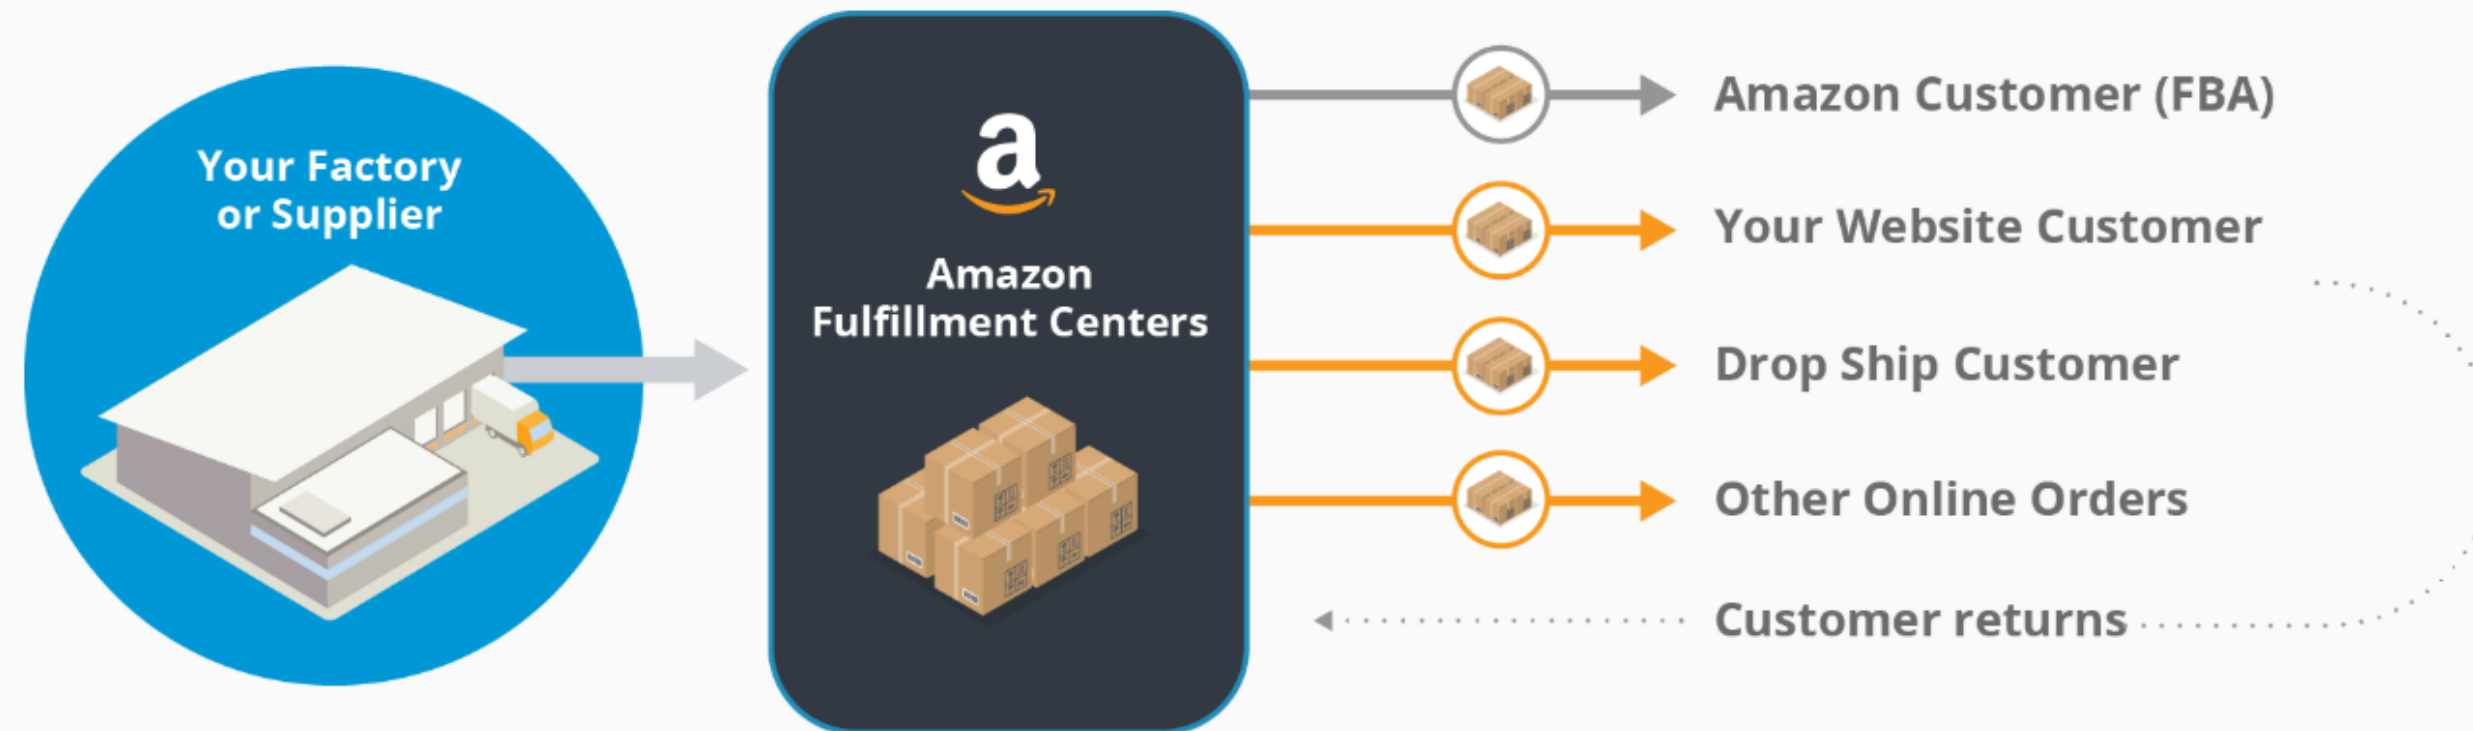 Your Factory
or Supplier
a
Amazon
Fulfillment Centers
Amazon Customer (FBA)
Your Website Customer
Drop Ship Customer
Other Online Orders
Customer returns